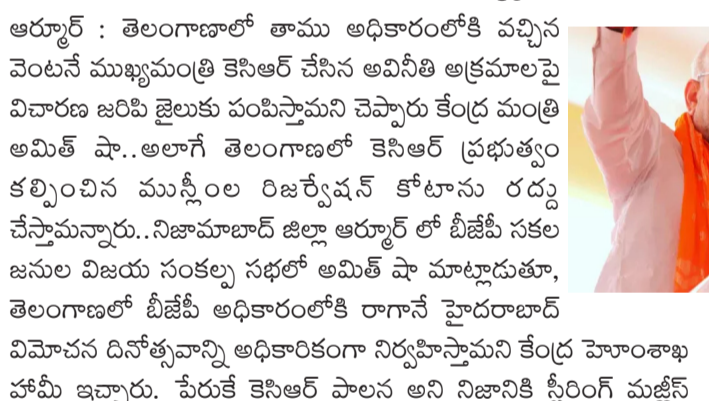 ఆర్మూర్ : తెలంగాణాలో తాము అధికారంలోకి వచ్చిన
వెంటనే ముఖ్యమంత్రి కెసిఆర్ చేసిన అవినీతి అక్రమాలపై
విచారణ జరిపి జైలుకు పంపిస్తామని చెప్పారు కేంద్ర మంత్రి
అమిత్ షా..అలాగే తెలంగాణలో కెసిఆర్ ప్రభుత్వం
కల్పించిన ముస్లీంల రిజర్వేషన్ కోటాను రద్దు
చేస్తామన్నారు..నిజామాబాద్ జిల్లా ఆర్మూర్ లో బీజేపీ సకల
జనుల విజయ సంకల్ప సభలో అమిత్ షా మాట్లాడుతూ,
తెలంగాణలో బీజేపీ అధికారంలోకి రాగానే హైదరాబాద్
విమోచన దినోత్సవాన్ని అధికారికంగా నిర్వహిస్తామని కేంద్ర హెూంశాఖ
హామీ ఇచ్చారు. పేరుకే కెసిఆర్ పాలన అని నిజానికి స్టీరింగ్ మజ్లీస్